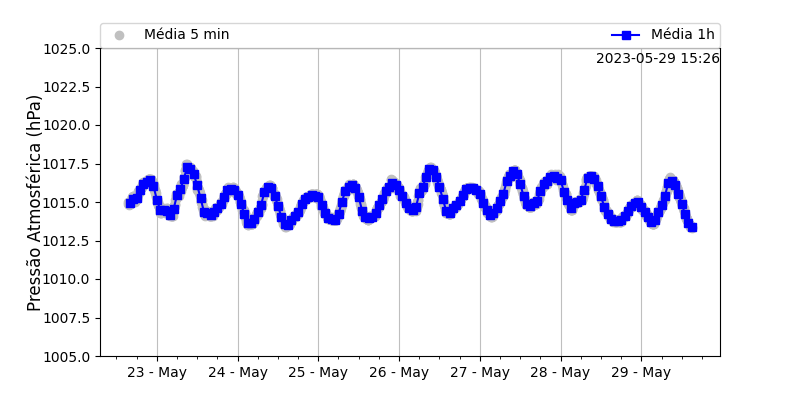 Média 5 min
Média 1h
2023-05-29 15:26
Pressão Atmosférica (hPa)
1025.0
1022.5
1020.0
1017.5
1015.0
1012.5
1010.0
1007.5
1005.0
23 - May
24 - May
25 - May
26 - May
27 - May
28 - May
29 - May